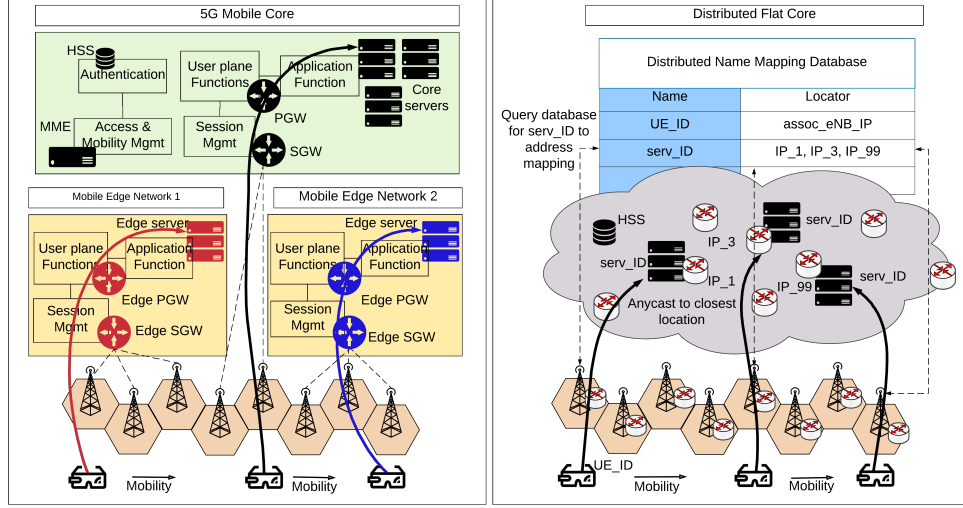 5G Mobile Core
HSS
Authentication
User plane
Functions
Application
Function
Core
servers
PGW
MME
Access &
Mobility Mgmt
Session
Mgmt
SGW
Mobile Edge Network 1
Mobile Edge Network 2
Edge server
User plane
Functions
Application
Function
Edge PGW
Session
Mgmt
Edge SGW
Edge server
User plane
Functions
Application
Function
Edge PGW
Session
Mgmt
Edge SGW
Mobility
Mobility
Distributed Flat Core
Distributed Name Mapping Database
Name
Locator
UE_ID
assoc_eNB_IP
serv_ID
IP_1, IP_3, IP_99
Query database
for serv_ID to
address
mapping
HSS
serv_ID
IP_3
serv_ID
IP_1
IP_99
serv_ID
Anycast to closest
location
UE_ID
Mobility
Mobility